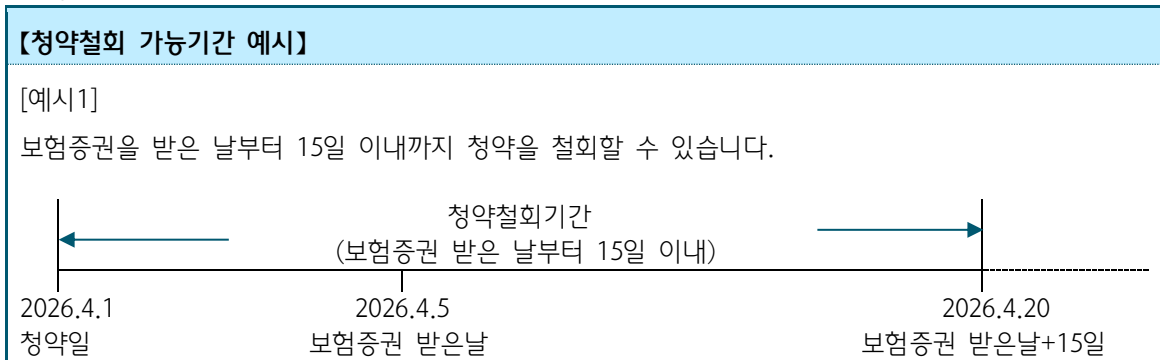 【청약철회 가능기간 예시】
[예시1]
보험증권을 받은 날부터 15일 이내까지 청약을 철회할 수 있습니다.
청약철회기간
(보험증권 받은 날부터 15일 이내)
2026.4.1 2026.4.5 2026.4.20
청약일 보험증권 받은날 보험증권 받은날+15일